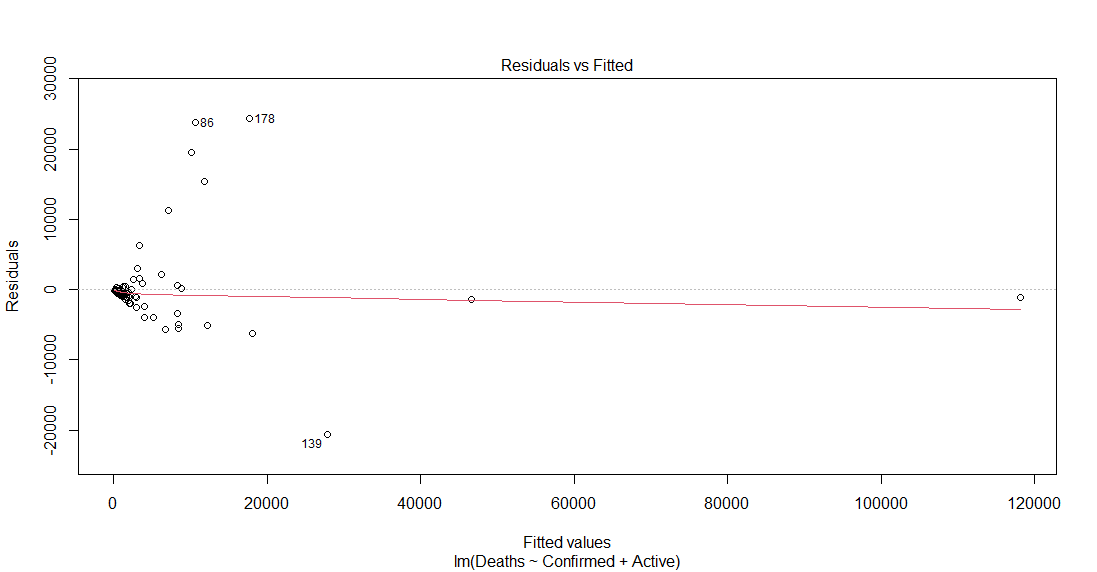 Residuals vs Fitted
30000
20000
10000
0
-10000
-20000
Residuals
86
178
139
0 20000 40000 60000 80000 100000 120000
Fitted values
lm(Deaths ~ Confirmed + Active)